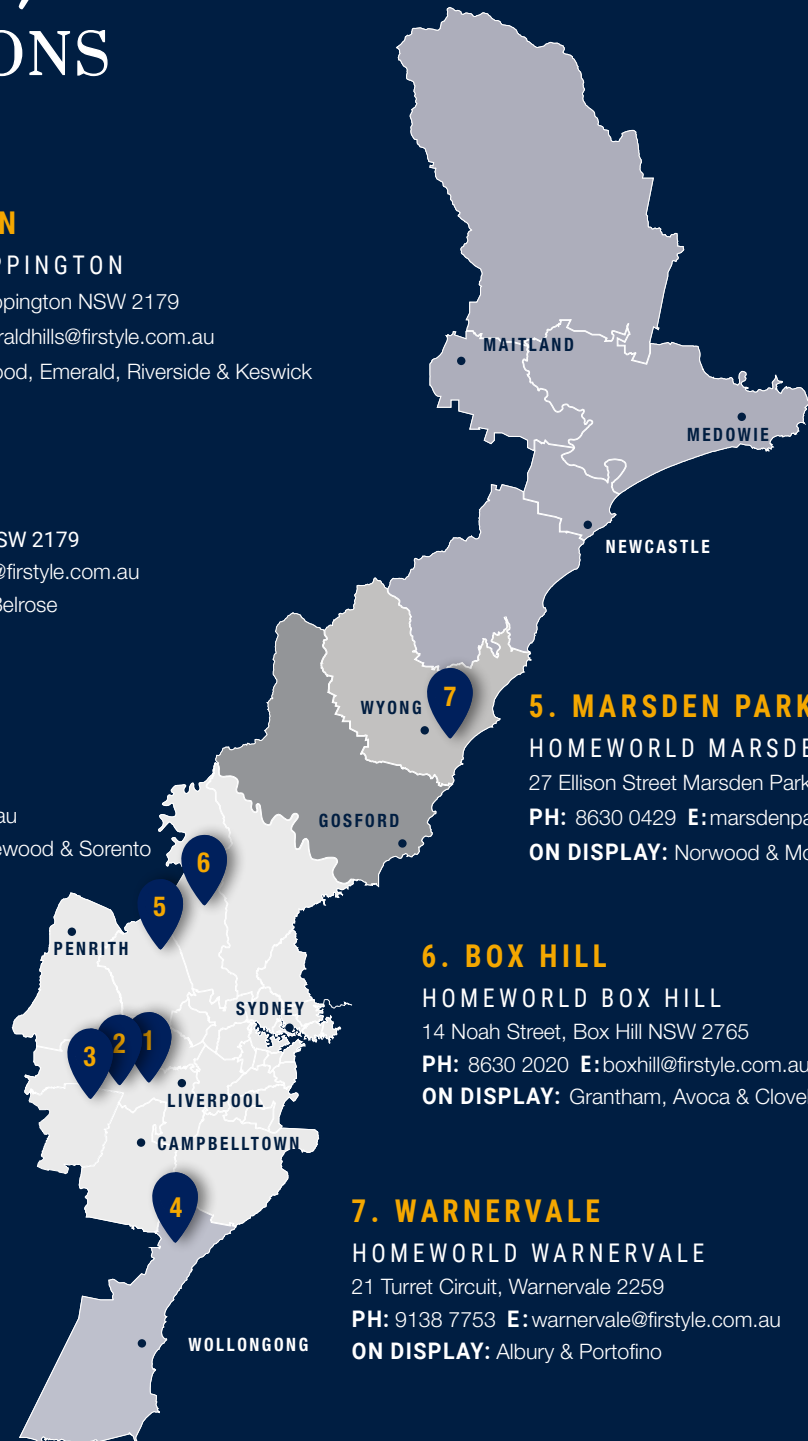 ONS
N
PPINGTON
ppington NSW 2179
raldhills@firstyle.com.au
ood, Emerald, Riverside & Keswick
MAITLAND
MEDOWIE
NEWCASTLE
SW 2179
@firstyle.com.au
Belrose
WYONG
7
GOSFORD
au
ewood & Sorento
6
5
PENRITH
SYDNEY
3
2
1
LIVERPOOL
CAMPBELLTOWN
4
WOLLONGONG
5. MARSDEN PARK
HOMEWORLD MARSDE
27 Ellison Street Marsden Park
PH: 8630 0429 E:marsdenpa
ON DISPLAY: Norwood & Mo
6. BOX HILL
HOMEWORLD BOX HILL
14 Noah Street, Box Hill NSW 2765
PH: 8630 2020 E:boxhill@firstyle.com.au
ON DISPLAY: Grantham, Avoca & Clovel
7. WARNERVALE
HOMEWORLD WARNERVALE
21 Turret Circuit, Warnervale 2259
PH: 9138 7753 E:warnervale@firstyle.com.au
ON DISPLAY: Albury & Portofino